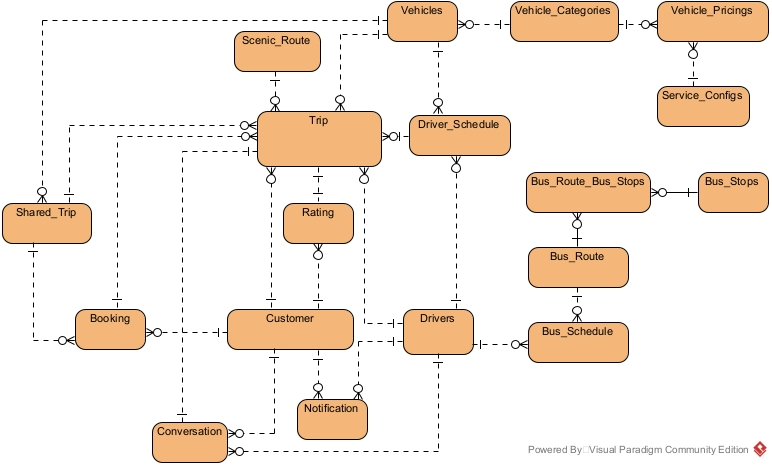 Vehicles
Vehicle_Categories
Vehicle_Pricings
Scenic_Route
Service_Configs
Trip
Driver_Schedule
Bus_Route_Bus_Stops
Bus_Stops
Shared_Trip
Rating
Bus_Route
Booking
Customer
Drivers
Bus_Schedule
Notification
Conversation
Powered By Visual Paradigm Community Edition